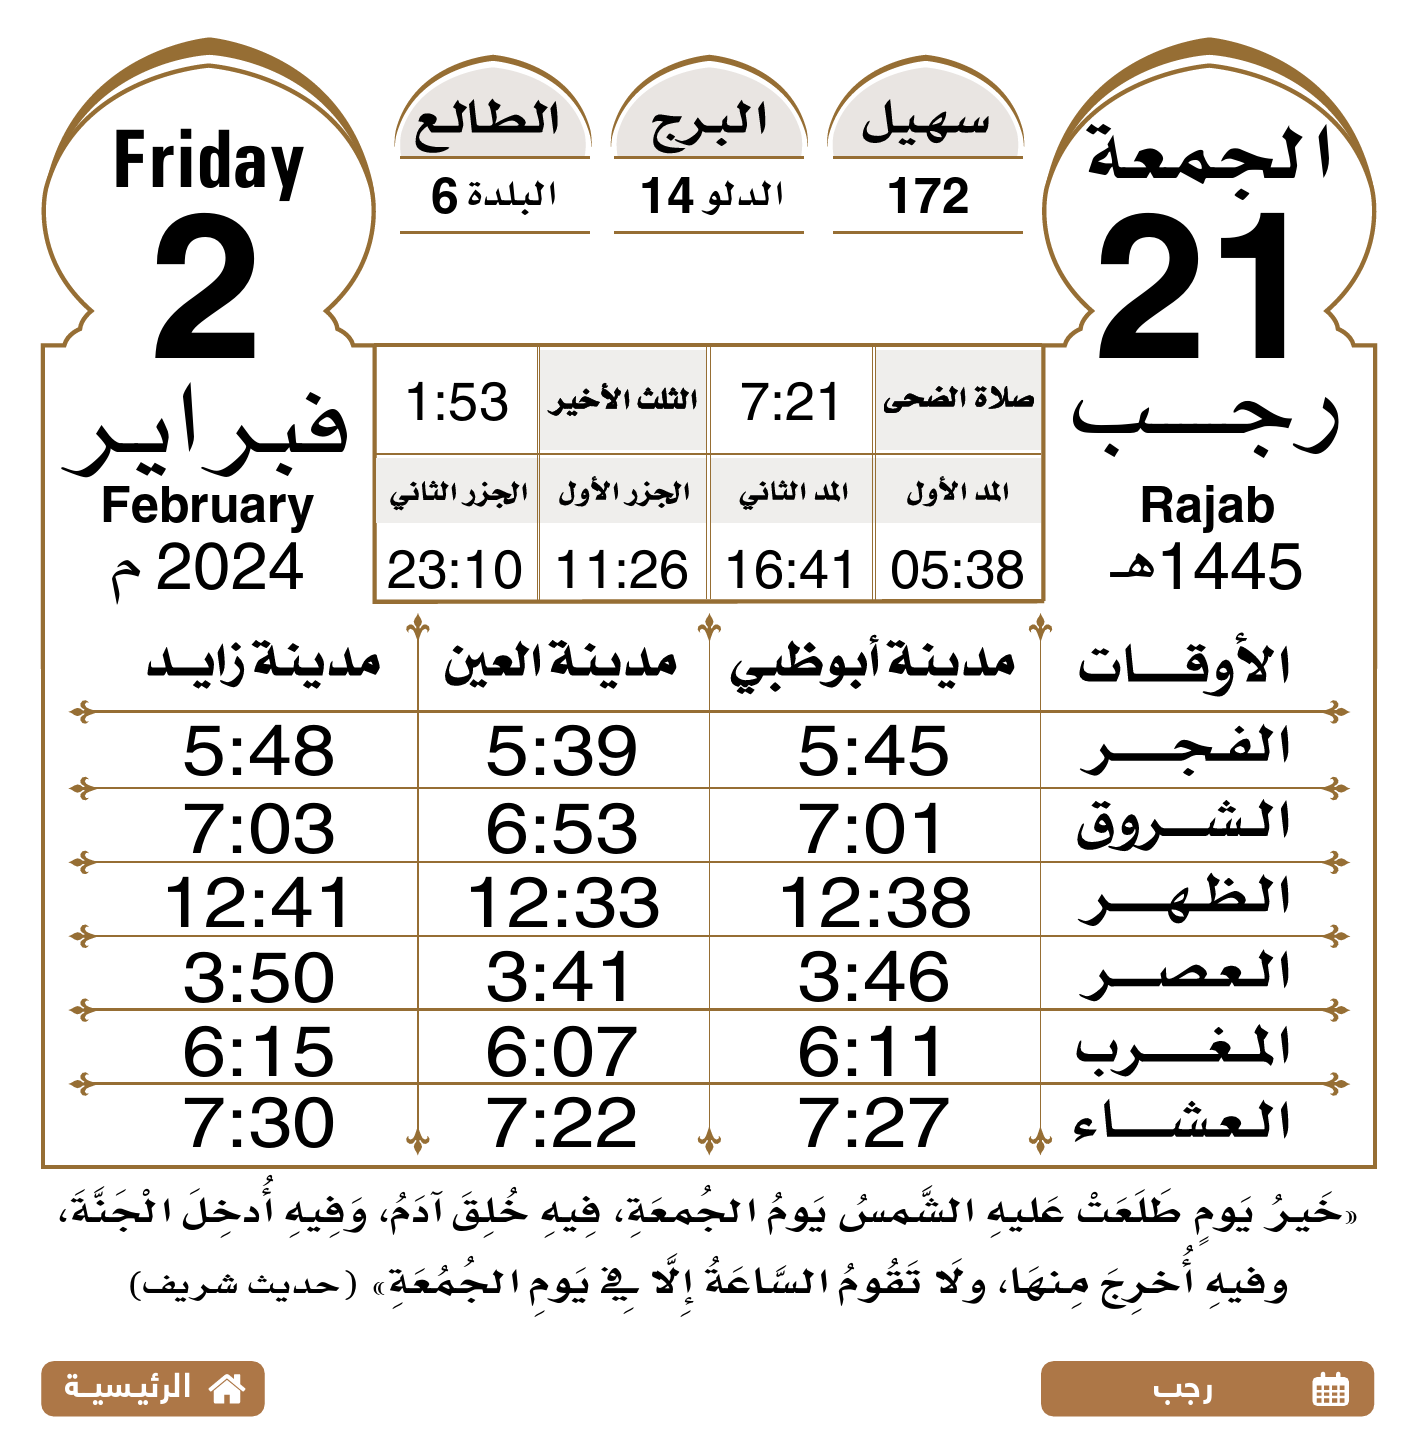 الجمعة
21
رجب
Rajab
1445هـ
سهيل
172
البرج
الدلو 14
الطالع
البلدة 6
Friday
2
فبراير
February
2024 م
صلاة الضحى 7:21 الثلث الأخير 1:53
المد الأول المد الثاني الجزر الأول الجزر الثاني
05:38 16:41 11:26 23:10
الأوقات مدينة أبوظبي مدينة العين مدينة زايد
الفجر 5:45 5:39 5:48
الشروق 7:01 6:53 7:03
الظهر 12:38 12:33 12:41
العصر 3:46 3:41 3:50
المغرب 6:11 6:07 6:15
العشاء 7:27 7:22 7:30
«خَيرُ يَومٍ طَلَعَتْ عَليهِ الشَّمسُ يَومُ الجُمعَةِ، فِيهِ خُلِقَ آدَمُ، وَفِيهِ أُدخِلَ الْجَنَّةَ،
وفيهِ أُخرِجَ مِنهَا، ولَا تَقُومُ السَّاعَةُ إِلَّا فِي يَومِ الجُمُعَةِ» (حديث شريف)
رجب
الرئيسية